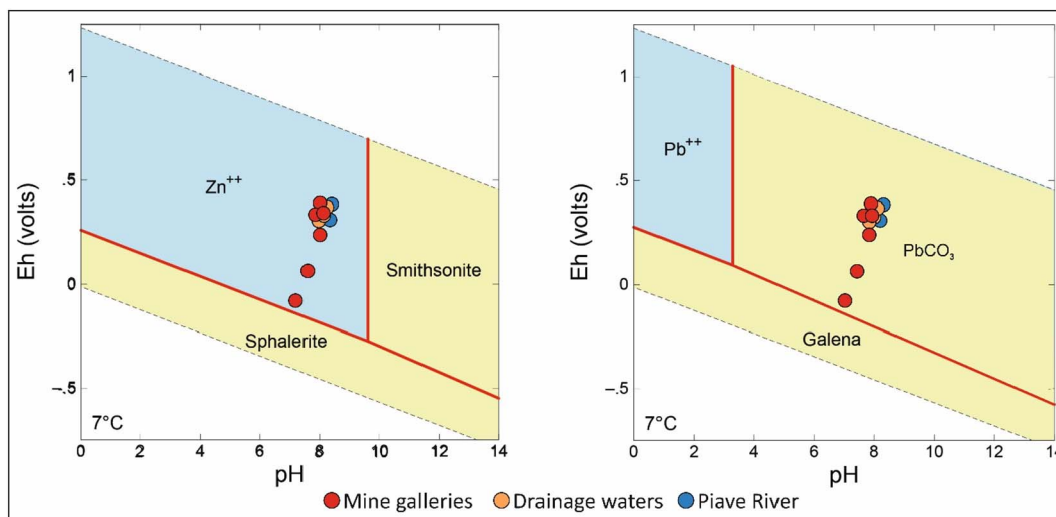 Eh (volts)
1
.5
0
–.5
Zn++
Smithsonite
Sphalerite
7°C
0 2 4 6 8 10 12 14
pH
Eh (volts)
1
.5
0
–.5
Pb++
PbCO₃
Galena
7°C
0 2 4 6 8 10 12 14
pH
Mine galleries Drainage waters Piave River